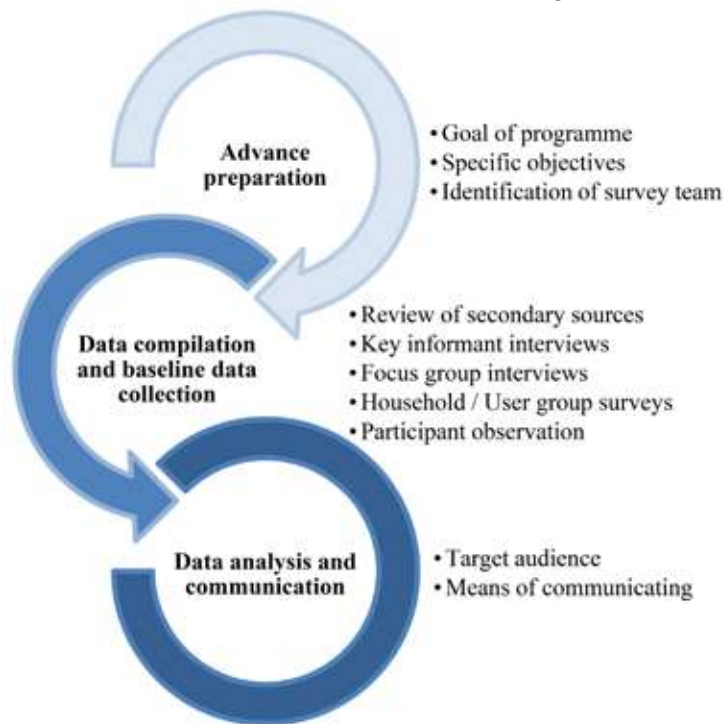 Advance
preparation
• Goal of programme
• Specific objectives
• Identification of survey team
Data compilation
and baseline data
collection
• Review of secondary sources
• Key informant interviews
• Focus group interviews
• Household / User group surveys
• Participant observation
Data analysis and
communication
• Target audience
• Means of communicating